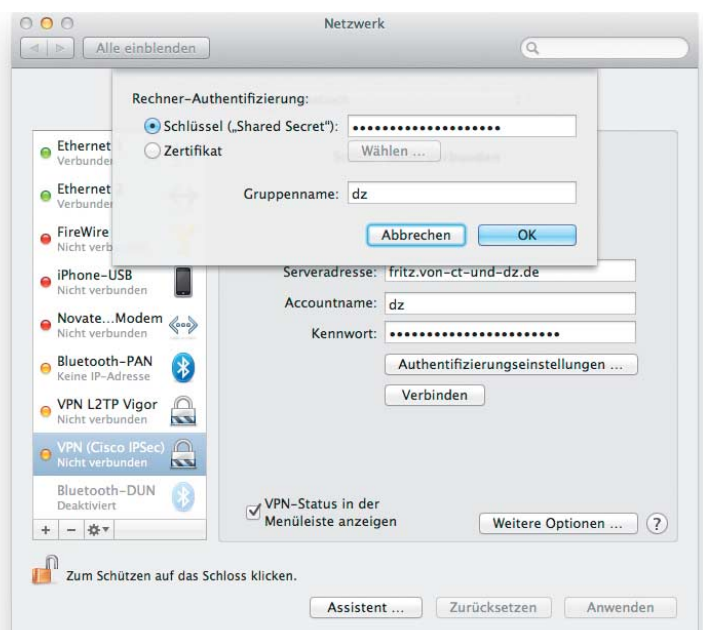 Netzwerk
Alle einblenden
Rechner-Authentifizierung:
Schlüssel („Shared Secret“): ••••••••••••••••••••
Zertifikat
Wählen ...
Gruppenname: dz
Abbrechen
OK
Ethernet
Verbunden
Ethernet
Verbunden
FireWire
Nicht verb
iPhone-USB
Nicht verbunden
Novate...Modem
Nicht verbunden
Bluetooth-PAN
Keine IP-Adresse
VPN L2TP Vigor
Nicht verbunden
VPN (Cisco IPSec)
Nicht verbunden
Bluetooth-DUN
Deaktiviert
Serveradresse: fritz.von-ct-und-dz.de
Accountname: dz
Kennwort: ••••••••••••••••••••••••
Authentifizierungseinstellungen ...
Verbinden
VPN-Status in der
Menüleiste anzeigen
Weitere Optionen ...
?
Zum Schützen auf das Schloss klicken.
Assistent ...
Zurücksetzen
Anwenden